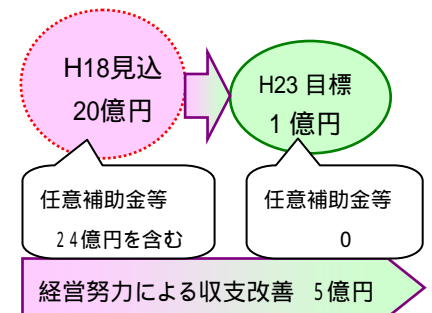 H18見込
20億円
H23 目標
1 億円
任意補助金等
24億円を含む
任意補助金等
0
経営努力による収支改善 5億円